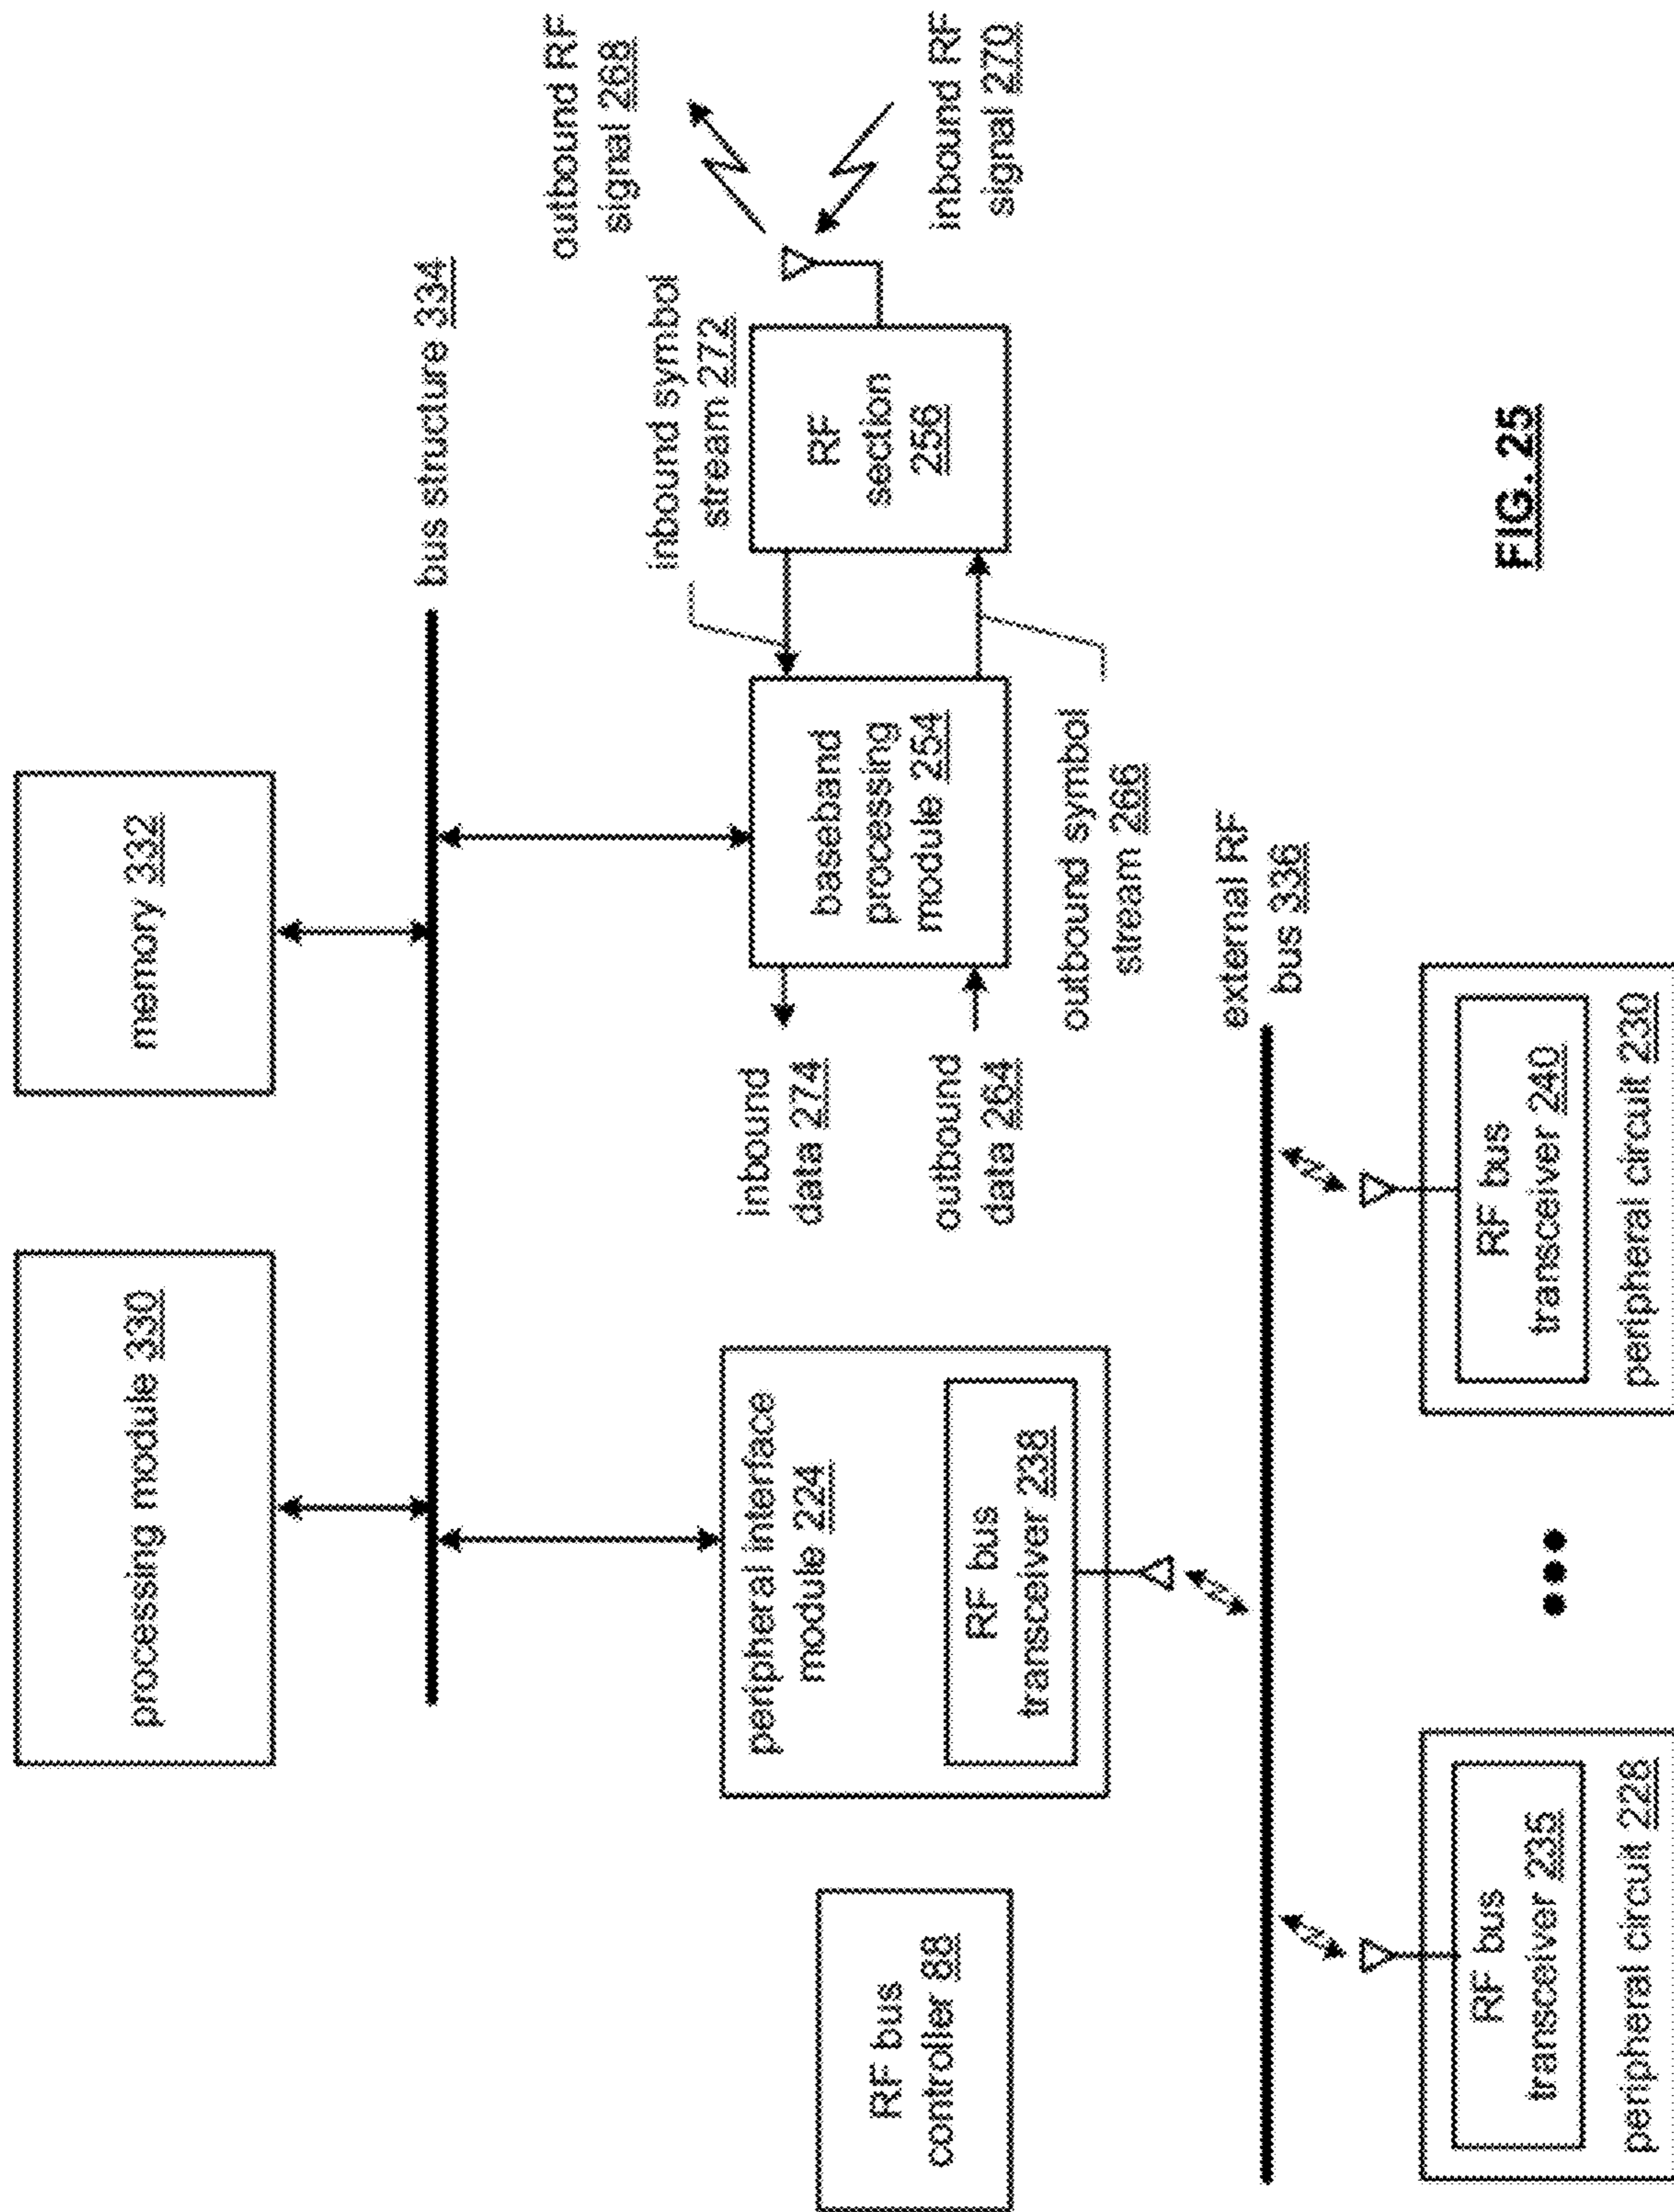 processing module 330
memory 332
bus structure 334
outbound RF
signal 268
RF bus
controller 88
peripheral interface
module 224
RF bus
transceiver 238
inbound
data 274
outbound
data 264
baseband
processing
module 254
inbound symbol
stream 272
RF
section
256
inbound RF
signal 270
outbound symbol
stream 266
external RF
bus 336
RF bus
transceiver 235
peripheral circuit 228
RF bus
transceiver 240
peripheral circuit 230
FIG. 25